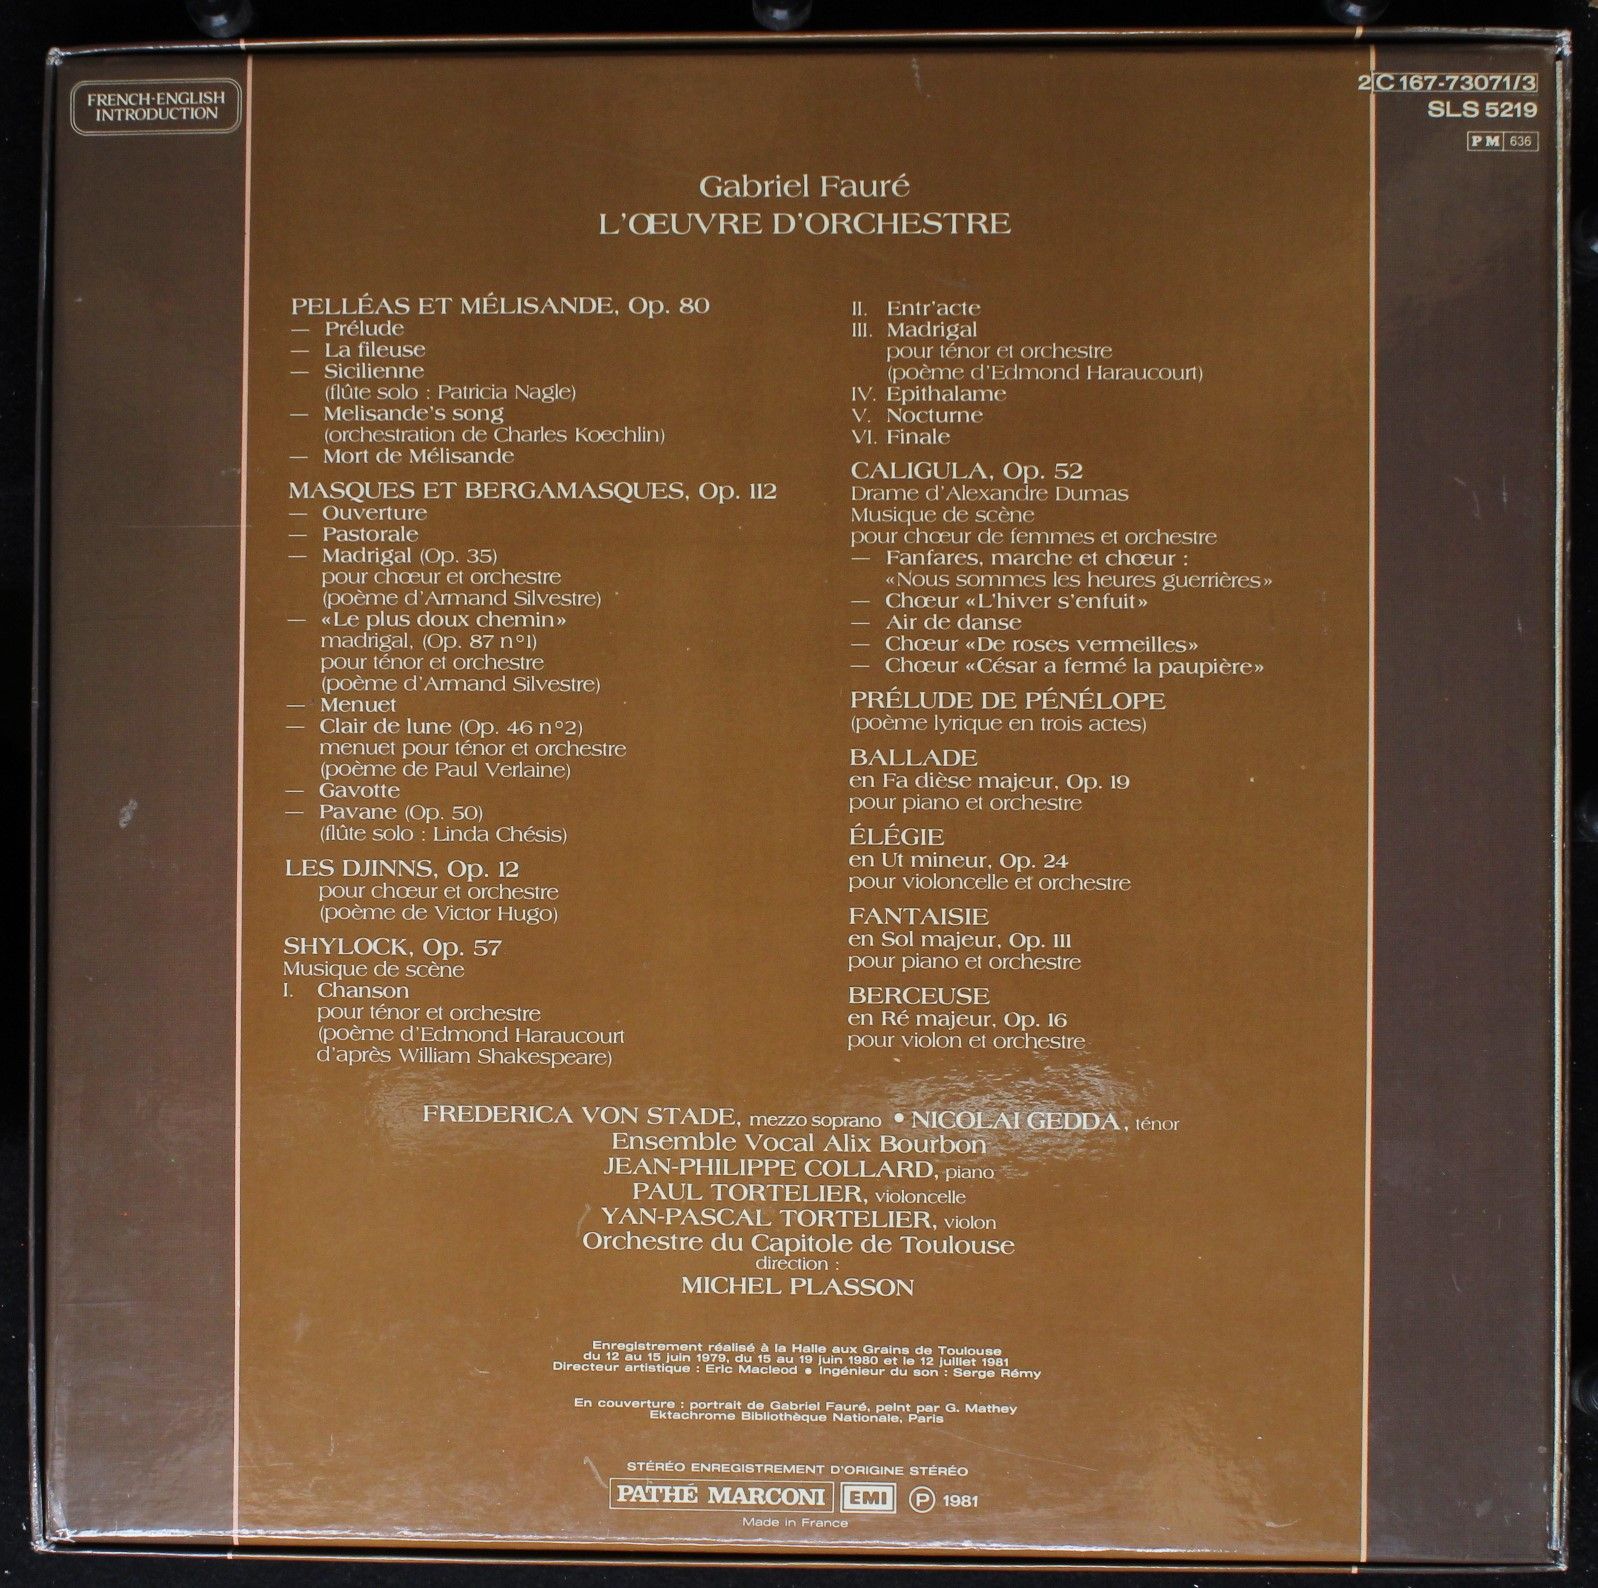 FRENCH-ENGLISH
INTRODUCTION
2 C 167-73071/3
SLS 5219
PM 636
Gabriel Fauré
L'ŒUVRE D'ORCHESTRE
PELLÉAS ET MÉLISANDE, Op. 80
— Prélude
— La fileuse
— Sicilienne
(flûte solo : Patricia Nagle)
— Melisande's song
(orchestration de Charles Koechlin)
— Mort de Mélisande
MASQUES ET BERGAMASQUES, Op. 112
— Ouverture
— Pastorale
— Madrigal (Op. 35)
pour chœur et orchestre
(poème d'Armand Silvestre)
— «Le plus doux chemin»
madrigal, (Op. 87 n°1)
pour ténor et orchestre
(poème d'Armand Silvestre)
— Menuet
— Clair de lune (Op. 46 n°2)
menuet pour ténor et orchestre
(poème de Paul Verlaine)
— Gavotte
— Pavane (Op. 50)
(flûte solo : Linda Chésis)
LES DJINNS, Op. 12
pour chœur et orchestre
(poème de Victor Hugo)
SHYLOCK, Op. 57
Musique de scène
I. Chanson
pour ténor et orchestre
(poème d'Edmond Haraucourt
d'après William Shakespeare)
II. Entr'acte
III. Madrigal
pour ténor et orchestre
(poème d'Edmond Haraucourt)
IV. Epithalame
V. Nocturne
VI. Finale
CALIGULA, Op. 52
Drame d'Alexandre Dumas
Musique de scène
pour chœur de femmes et orchestre
— Fanfares, marche et chœur :
«Nous sommes les heures guerrières»
— Chœur «L'hiver s'enfuit»
— Air de danse
— Chœur «De roses vermeilles»
— Chœur «César a fermé la paupière»
PRÉLUDE DE PÉNÉLOPE
(poème lyrique en trois actes)
BALLADE
en Fa dièse majeur, Op. 19
pour piano et orchestre
ÉLÉGIE
en Ut mineur, Op. 24
pour violoncelle et orchestre
FANTAISIE
en Sol majeur, Op. 111
pour piano et orchestre
BERCEUSE
en Ré majeur, Op. 16
pour violon et orchestre
FREDERICA VON STADE, mezzo soprano • NICOLAI GEDDA, ténor
Ensemble Vocal Alix Bourbon
JEAN-PHILIPPE COLLARD, piano
PAUL TORTELIER, violoncelle
YAN-PASCAL TORTELIER, violon
Orchestre du Capitole de Toulouse
direction :
MICHEL PLASSON
Enregistrement réalisé à la Halle aux Grains de Toulouse
du 12 au 15 juin 1979, du 15 au 19 juin 1980 et le 12 juillet 1981
Directeur artistique : Eric Macleod • Ingénieur du son : Serge Rémy
En couverture : portrait de Gabriel Fauré, peint par G. Mathey
Ektachrome Bibliothèque Nationale, Paris
STÉRÉO ENREGISTREMENT D'ORIGINE STÉRÉO
PATHÉ MARCONI EMI ℗ 1981
Made in France